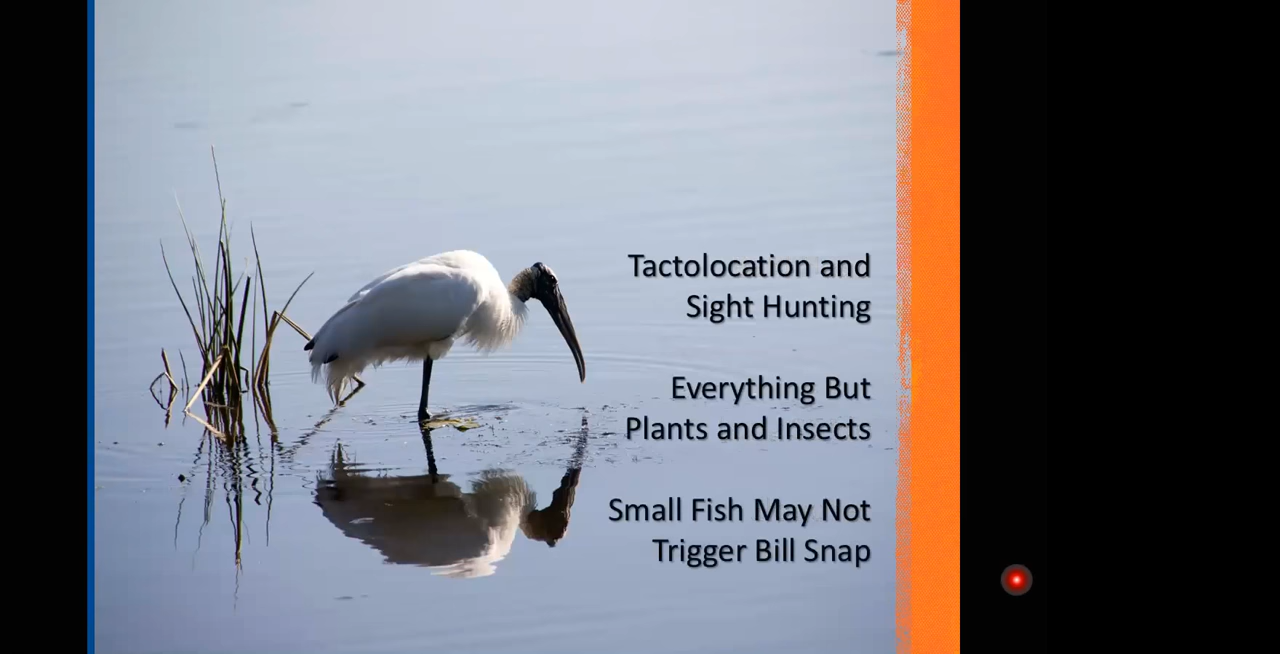 Tactolocation and
Sight Hunting
Everything But
Plants and Insects
Small Fish May Not
Trigger Bill Snap